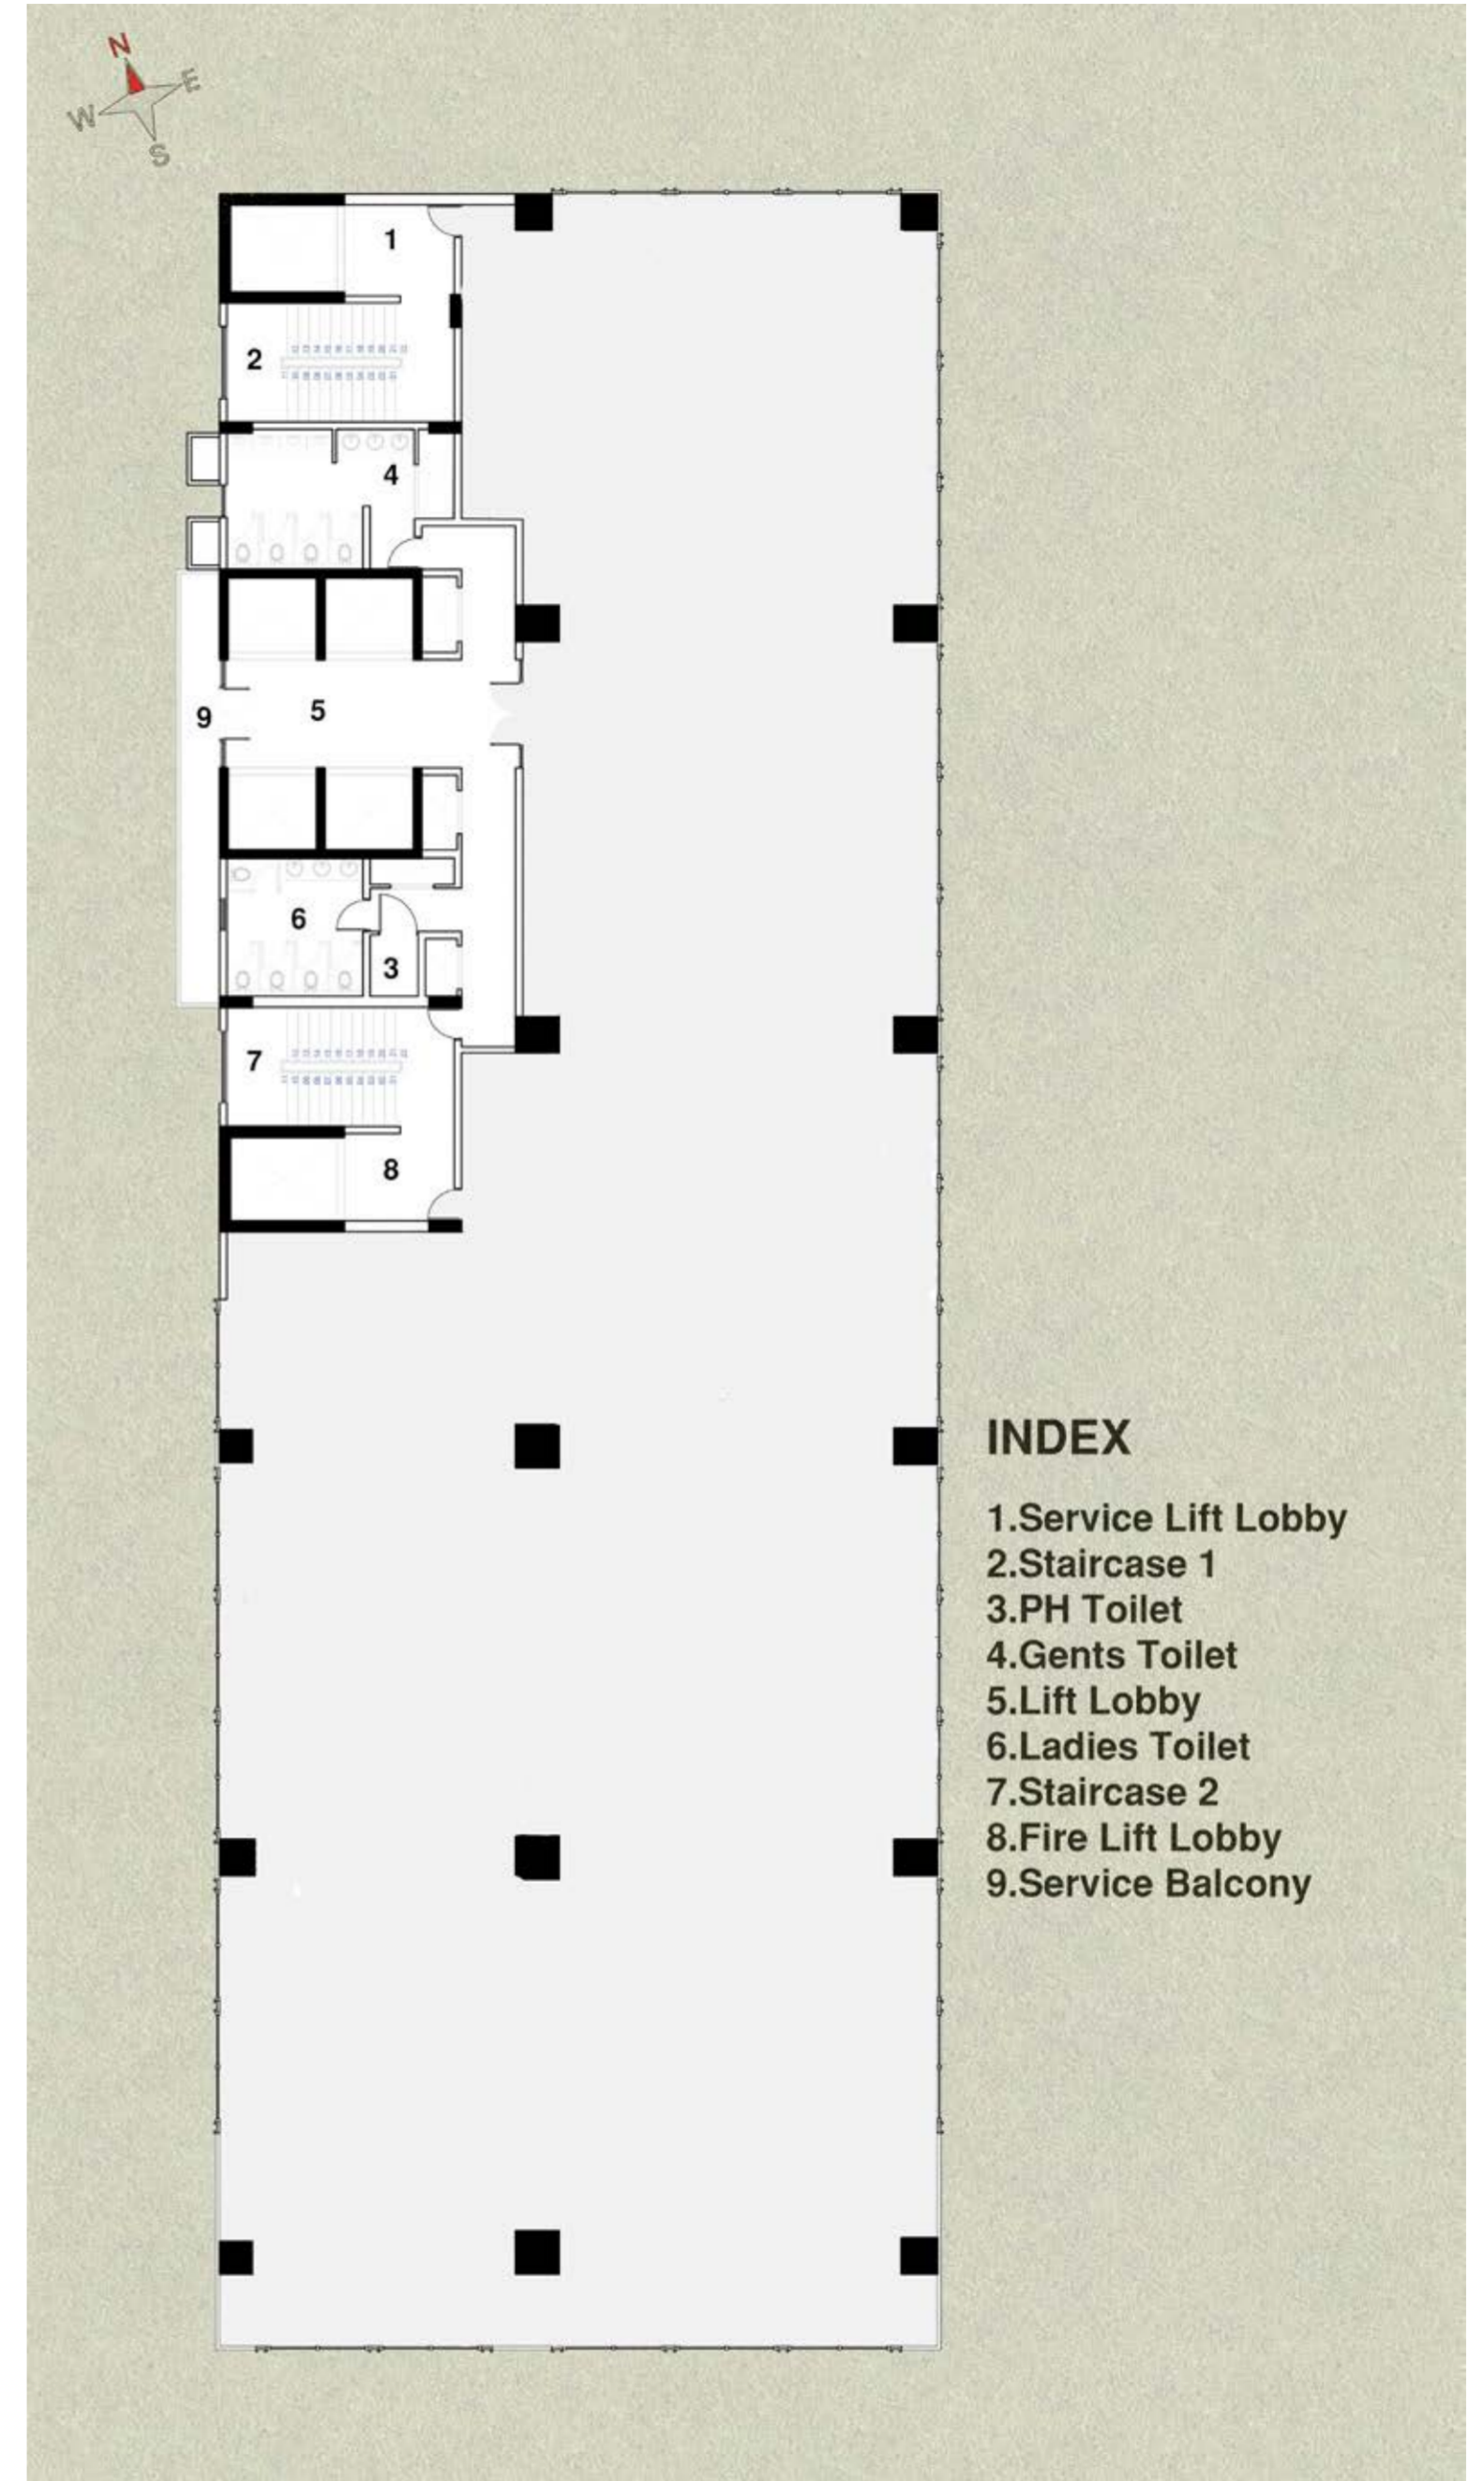 N
E
W
S
1
2
4
9
5
6
3
7
8
INDEX
1.Service Lift Lobby
2.Staircase 1
3.PH Toilet
4.Gents Toilet
5.Lift Lobby
6.Ladies Toilet
7.Staircase 2
8.Fire Lift Lobby
9.Service Balcony